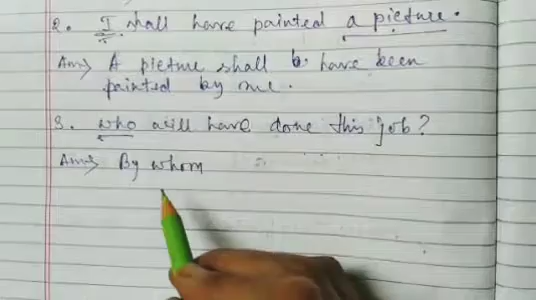 2. I shall have painted a picture.
Ans→ A picture shall have been
painted by me.
3. who will have done this job?
Ans→ By whom